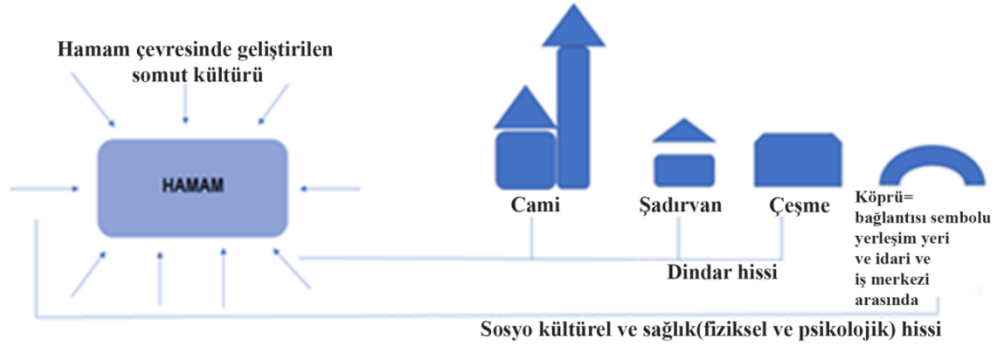 Hamam çevresinde geliştirilen
somut kültürü
HAMAM
Cami
Şadırvan
Çeşme
Köprü=
bağlantısı sembolu
yerleşim yeri
ve idari ve
iş merkezi
arasında
Dindar hissi
Sosyo kültürel ve sağlık(fiziksel ve psikolojik) hissi